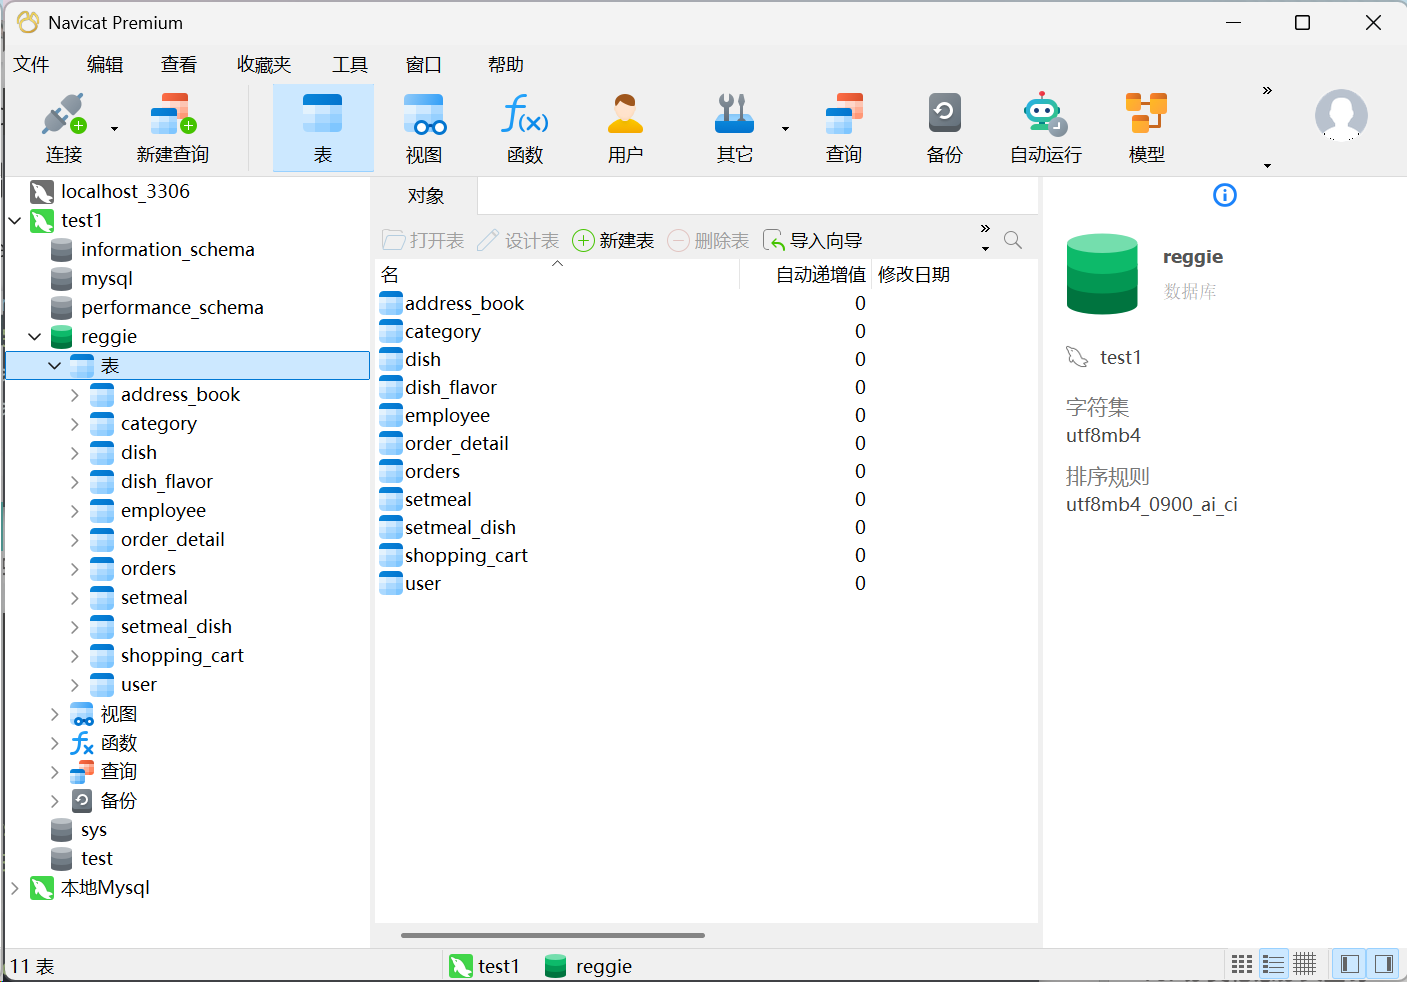 Navicat Premium
文件 编辑 查看 收藏夹 工具 窗口 帮助
连接 新建查询 表 视图 函数 用户 其它 查询 备份 自动运行 模型
localhost_3306
test1
information_schema
mysql
performance_schema
reggie
表
address_book
category
dish
dish_flavor
employee
order_detail
orders
setmeal
setmeal_dish
shopping_cart
user
视图
函数
查询
备份
sys
test
本地Mysql
对象
打开表 设计表 新建表 删除表 导入向导
名 自动递增值 修改日期
address_book 0
category 0
dish 0
dish_flavor 0
employee 0
order_detail 0
orders 0
setmeal 0
setmeal_dish 0
shopping_cart 0
user 0
reggie
数据库
test1
字符集
utf8mb4
排序规则
utf8mb4_0900_ai_ci
11 表 test1 reggie